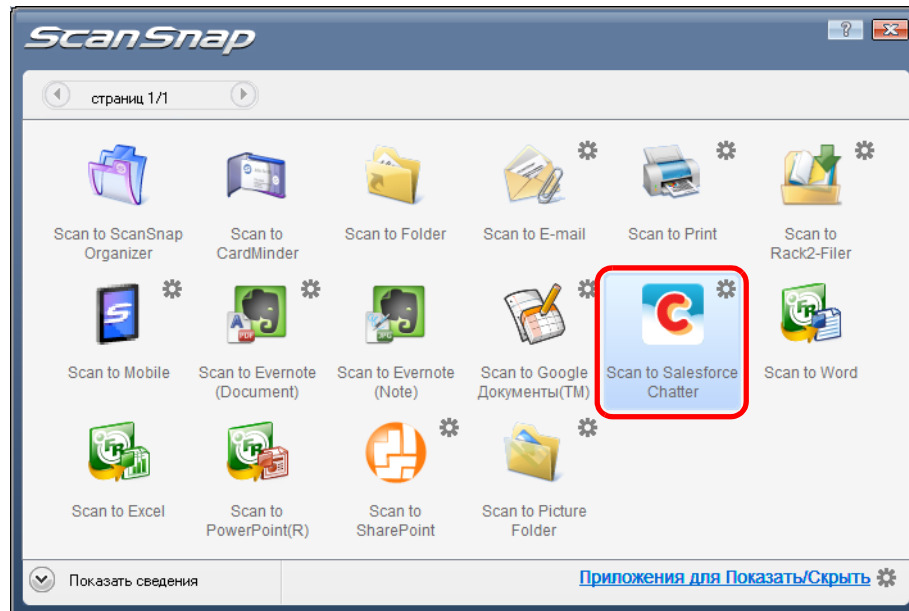 ScanSnap
страниц 1/1
Scan to ScanSnap
Organizer
Scan to
CardMinder
Scan to Folder
Scan to E-mail
Scan to Print
Scan to
Rack2-Filer
Scan to Mobile
Scan to Evernote
(Document)
Scan to Evernote
(Note)
Scan to Google
Документы(TM)
Scan to Salesforce
Chatter
Scan to Word
Scan to Excel
Scan to
PowerPoint(R)
Scan to
SharePoint
Scan to Picture
Folder
Показать сведения
Приложения для Показать/Скрыть